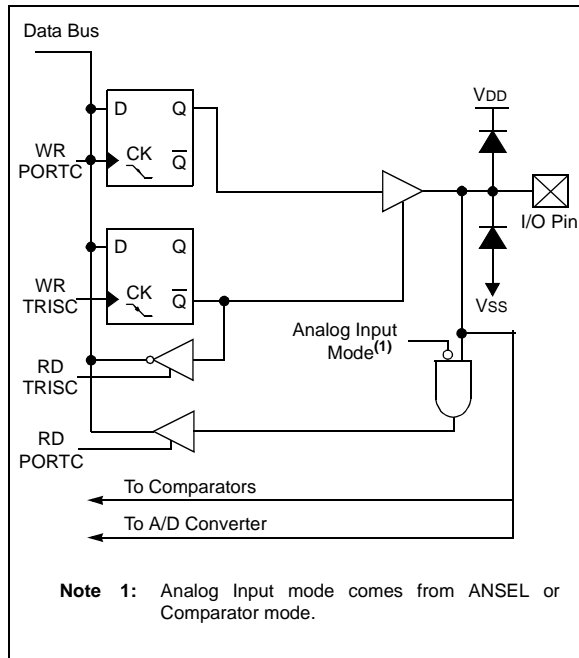 Data Bus
D Q
VDD
WR
PORTC
CK Q
I/O Pin
D Q
WR
TRISC
CK Q
VSS
Analog Input
Mode(1)
RD
TRISC
RD
PORTC
To Comparators
To A/D Converter
Note 1: Analog Input mode comes from ANSEL or
Comparator mode.